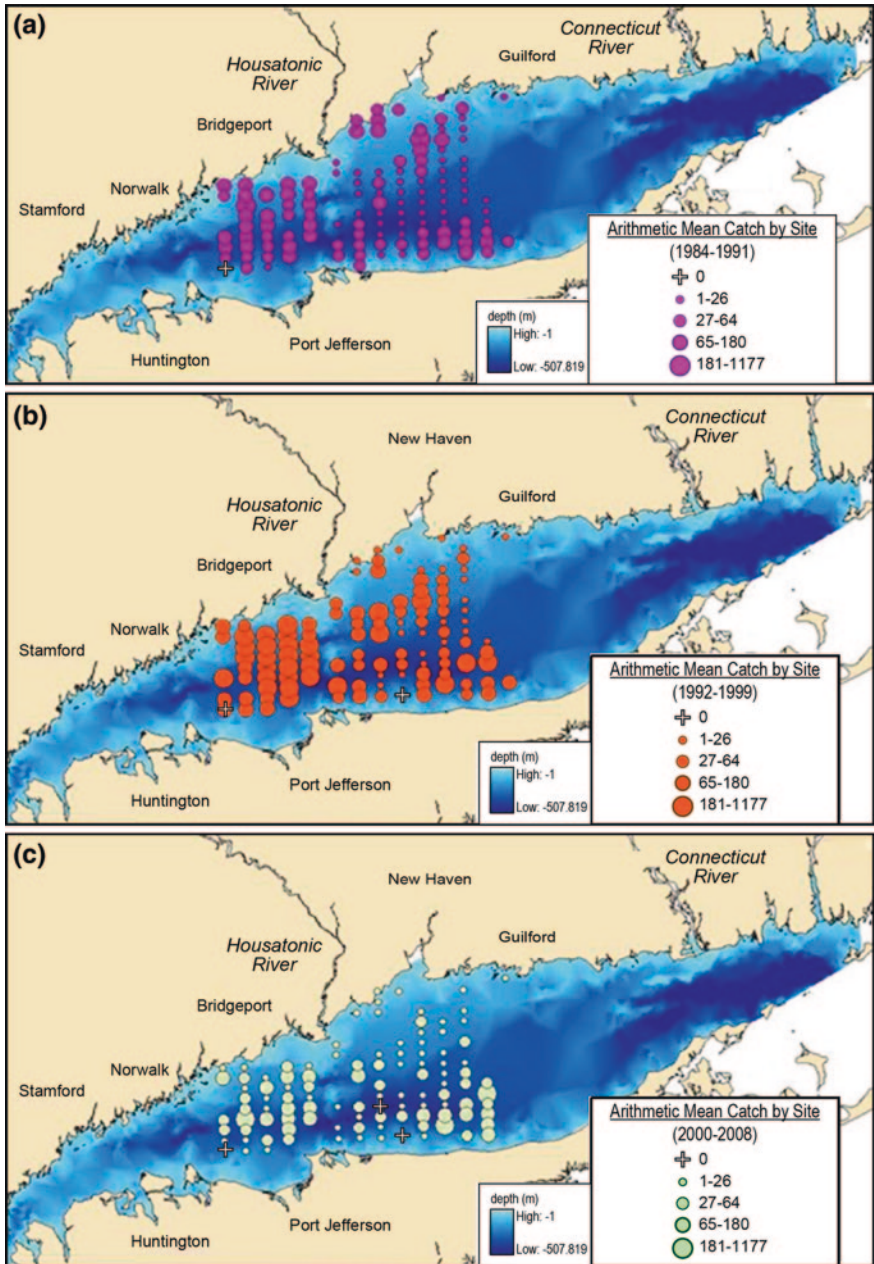 (a)
Connecticut
River
Guilford
Housatonic
River
Bridgeport
Norwalk
Stamford
Huntington
Port Jefferson
depth (m)
High: -1
Low: -507.819
Arithmetic Mean Catch by Site
(1984-1991)
0
1-26
27-64
65-180
181-1177
(b)
New Haven
Connecticut
River
Guilford
Housatonic
River
Bridgeport
Norwalk
Stamford
Huntington
Port Jefferson
depth (m)
High: -1
Low: -507.819
Arithmetic Mean Catch by Site
(1992-1999)
0
1-26
27-64
65-180
181-1177
(c)
New Haven
Connecticut
River
Guilford
Housatonic
River
Bridgeport
Norwalk
Stamford
Huntington
Port Jefferson
depth (m)
High: -1
Low: -507.819
Arithmetic Mean Catch by Site
(2000-2008)
0
1-26
27-64
65-180
181-1177